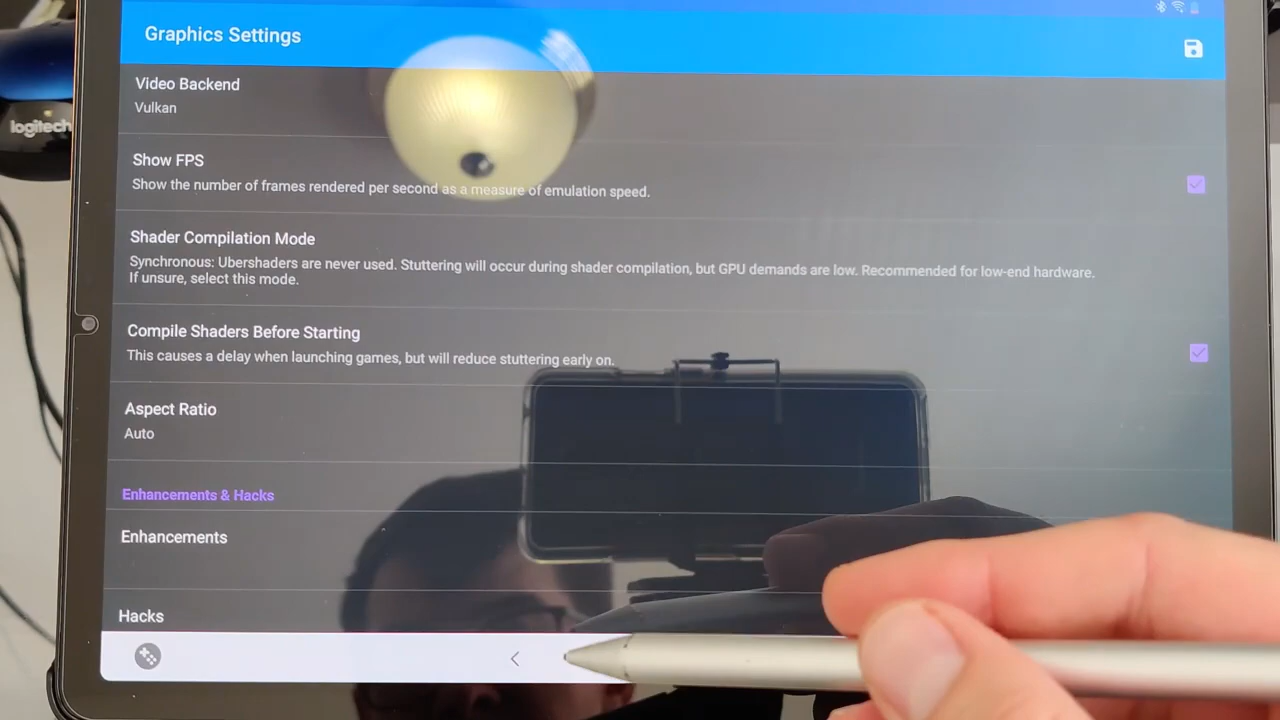 Graphics Settings
logitech
Video Backend
Vulkan
Show FPS
Show the number of frames rendered per second as a measure of emulation speed.
Shader Compilation Mode
Synchronous: Ubershaders are never used. Stuttering will occur during shader compilation, but GPU demands are low. Recommended for low-end hardware.
If unsure, select this mode.
Compile Shaders Before Starting
This causes a delay when launching games, but will reduce stuttering early on.
Aspect Ratio
Auto
Enhancements & Hacks
Enhancements
Hacks